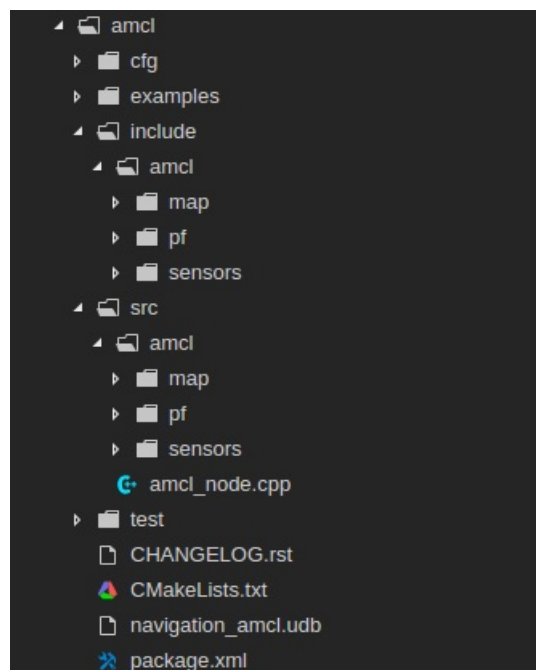 amcl
cfg
examples
include
amcl
map
pf
sensors
src
amcl
map
pf
sensors
amcl_node.cpp
test
CHANGELOG.rst
CMakeLists.txt
navigation_amcl.udb
package.xml